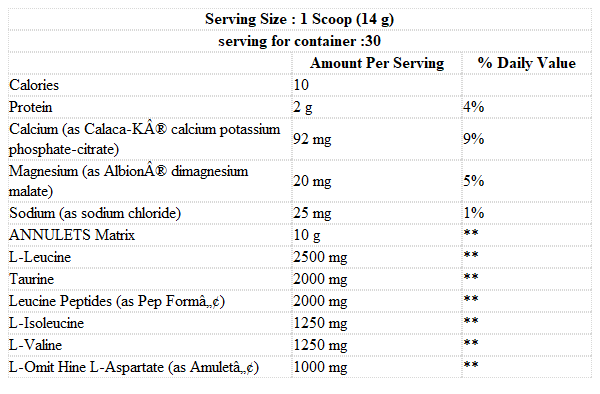 Serving Size : 1 Scoop (14 g)
serving for container :30
Amount Per Serving % Daily Value
Calories 10
Protein 2 g 4%
Calcium (as Calaca-KÂ® calcium potassium
phosphate-citrate) 92 mg 9%
Magnesium (as AlbionÂ® dimagnesium
malate) 20 mg 5%
Sodium (as sodium chloride) 25 mg 1%
ANNULETS Matrix 10 g **
L-Leucine 2500 mg **
Taurine 2000 mg **
Leucine Peptides (as Pep Formâ„¢) 2000 mg **
L-Isoleucine 1250 mg **
L-Valine 1250 mg **
L-Omit Hine L-Aspartate (as Amuletâ„¢) 1000 mg **